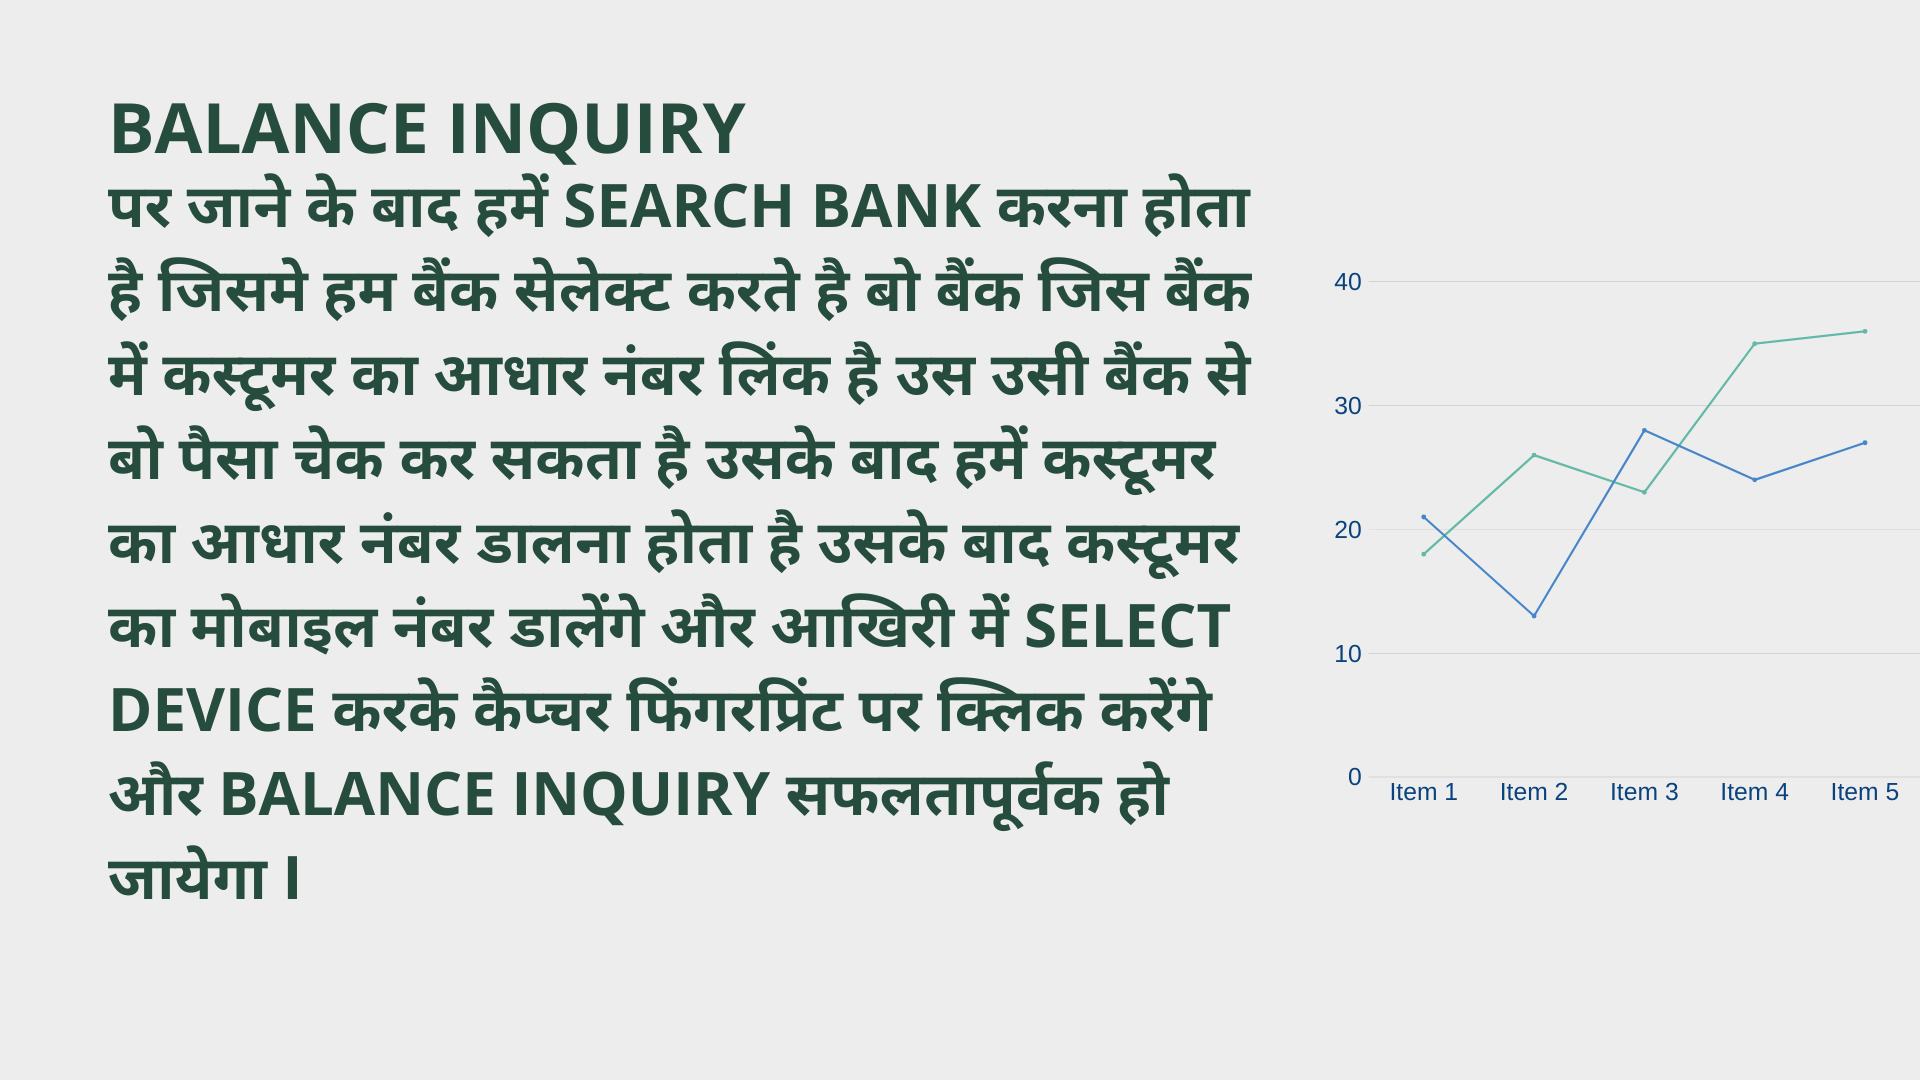 BALANCE INQUIRY
पर जाने के बाद हमें SEARCH BANK करना होता
है जिसमे हम बैंक सेलेक्ट करते है बो बैंक जिस बैंक
में कस्टूमर का आधार नंबर लिंक है उस उसी बैंक से
बो पैसा चेक कर सकता है उसके बाद हमें कस्टूमर
का आधार नंबर डालना होता है उसके बाद कस्टूमर
का मोबाइल नंबर डालेंगे और आखिरी में SELECT
DEVICE करके कैप्चर फिंगरप्रिंट पर क्लिक करेंगे
और BALANCE INQUIRY सफलतापूर्वक हो
जायेगा I
40
30
20
10
0
Item 1 Item 2 Item 3 Item 4 Item 5